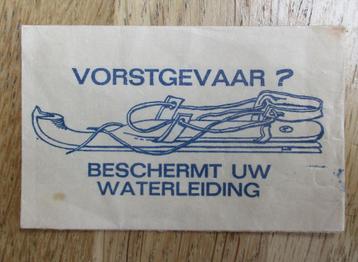 VORSTGEVAAR ?
BESCHERMT UW
WATERLEIDING